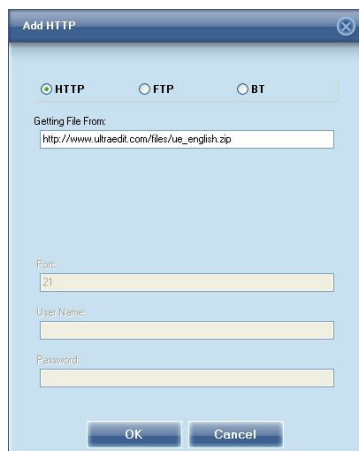 Add HTTP
HTTP FTP BT
Getting File From:
http://www.ultraedit.com/files/ue_english.zip
Port:
21
User Name:
Password:
OK Cancel